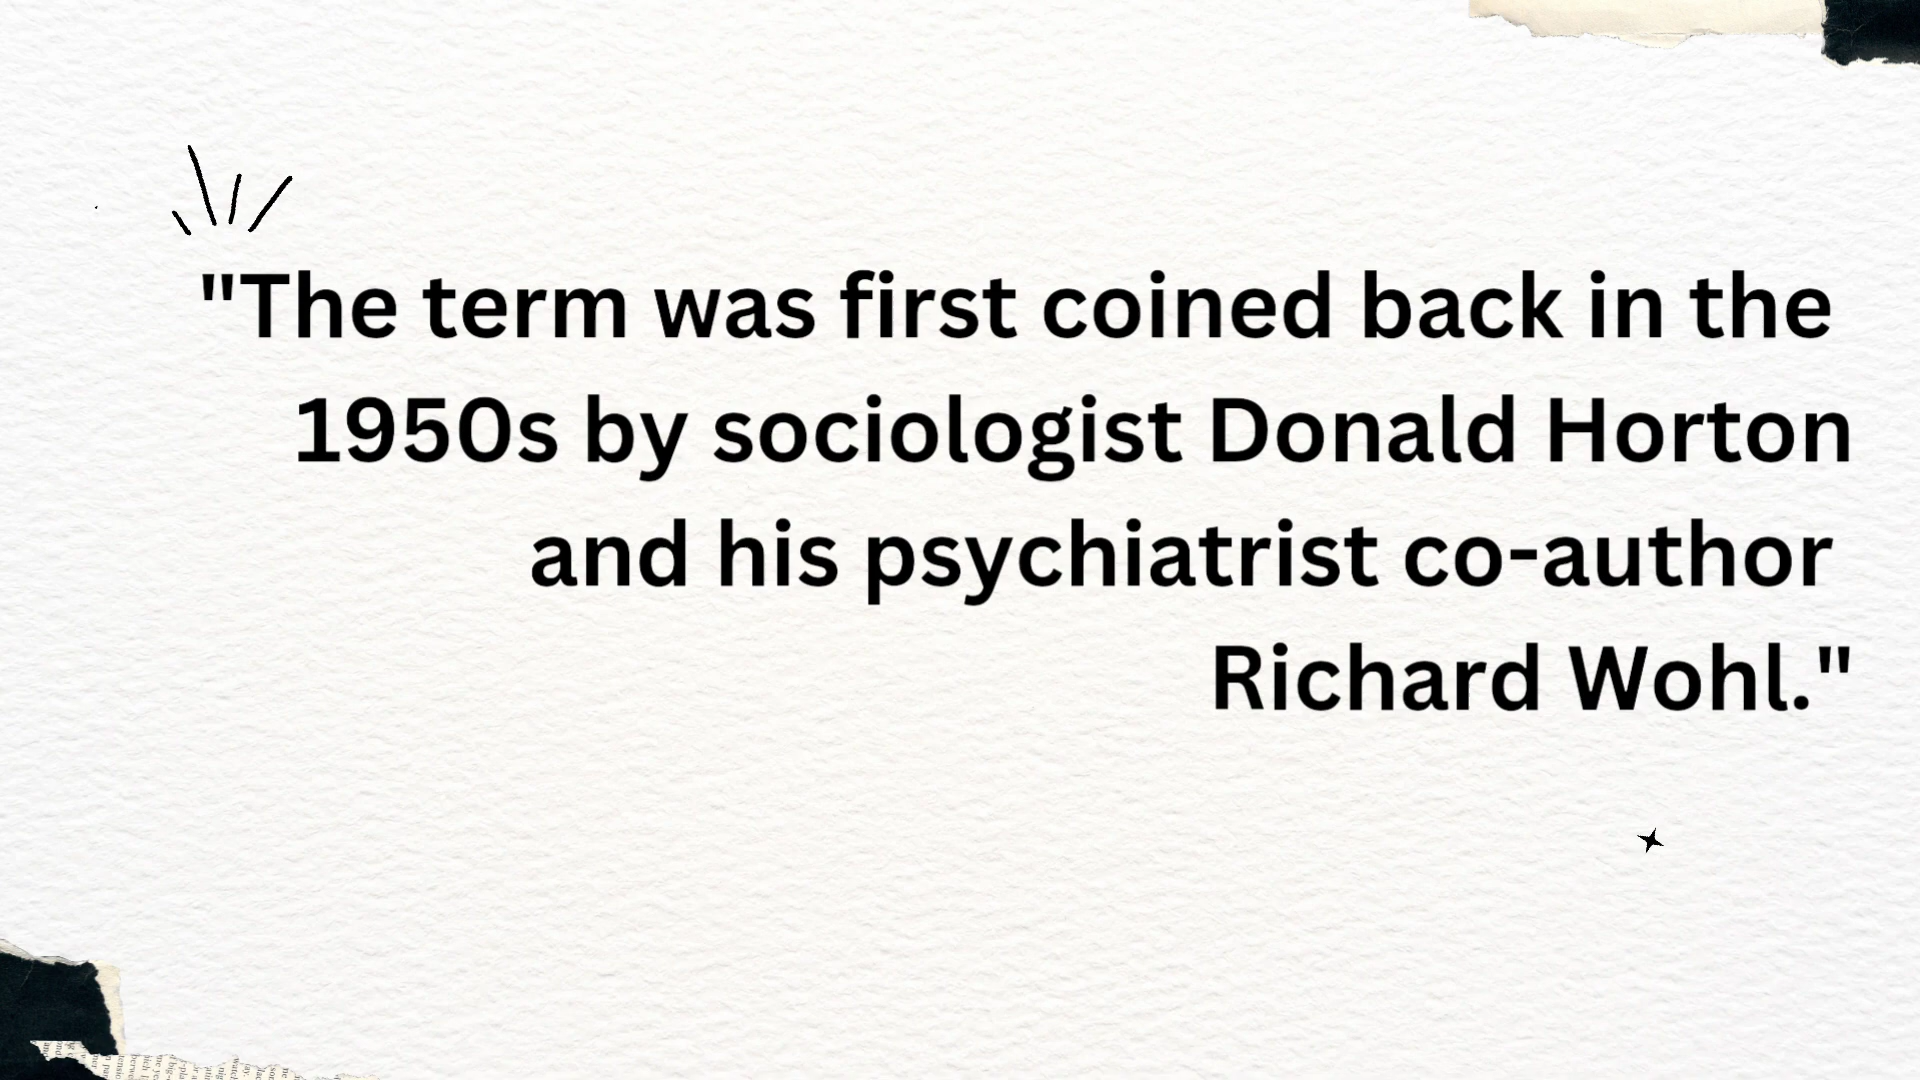 "The term was first coined back in the
1950s by sociologist Donald Horton
and his psychiatrist co-author
Richard Wohl."